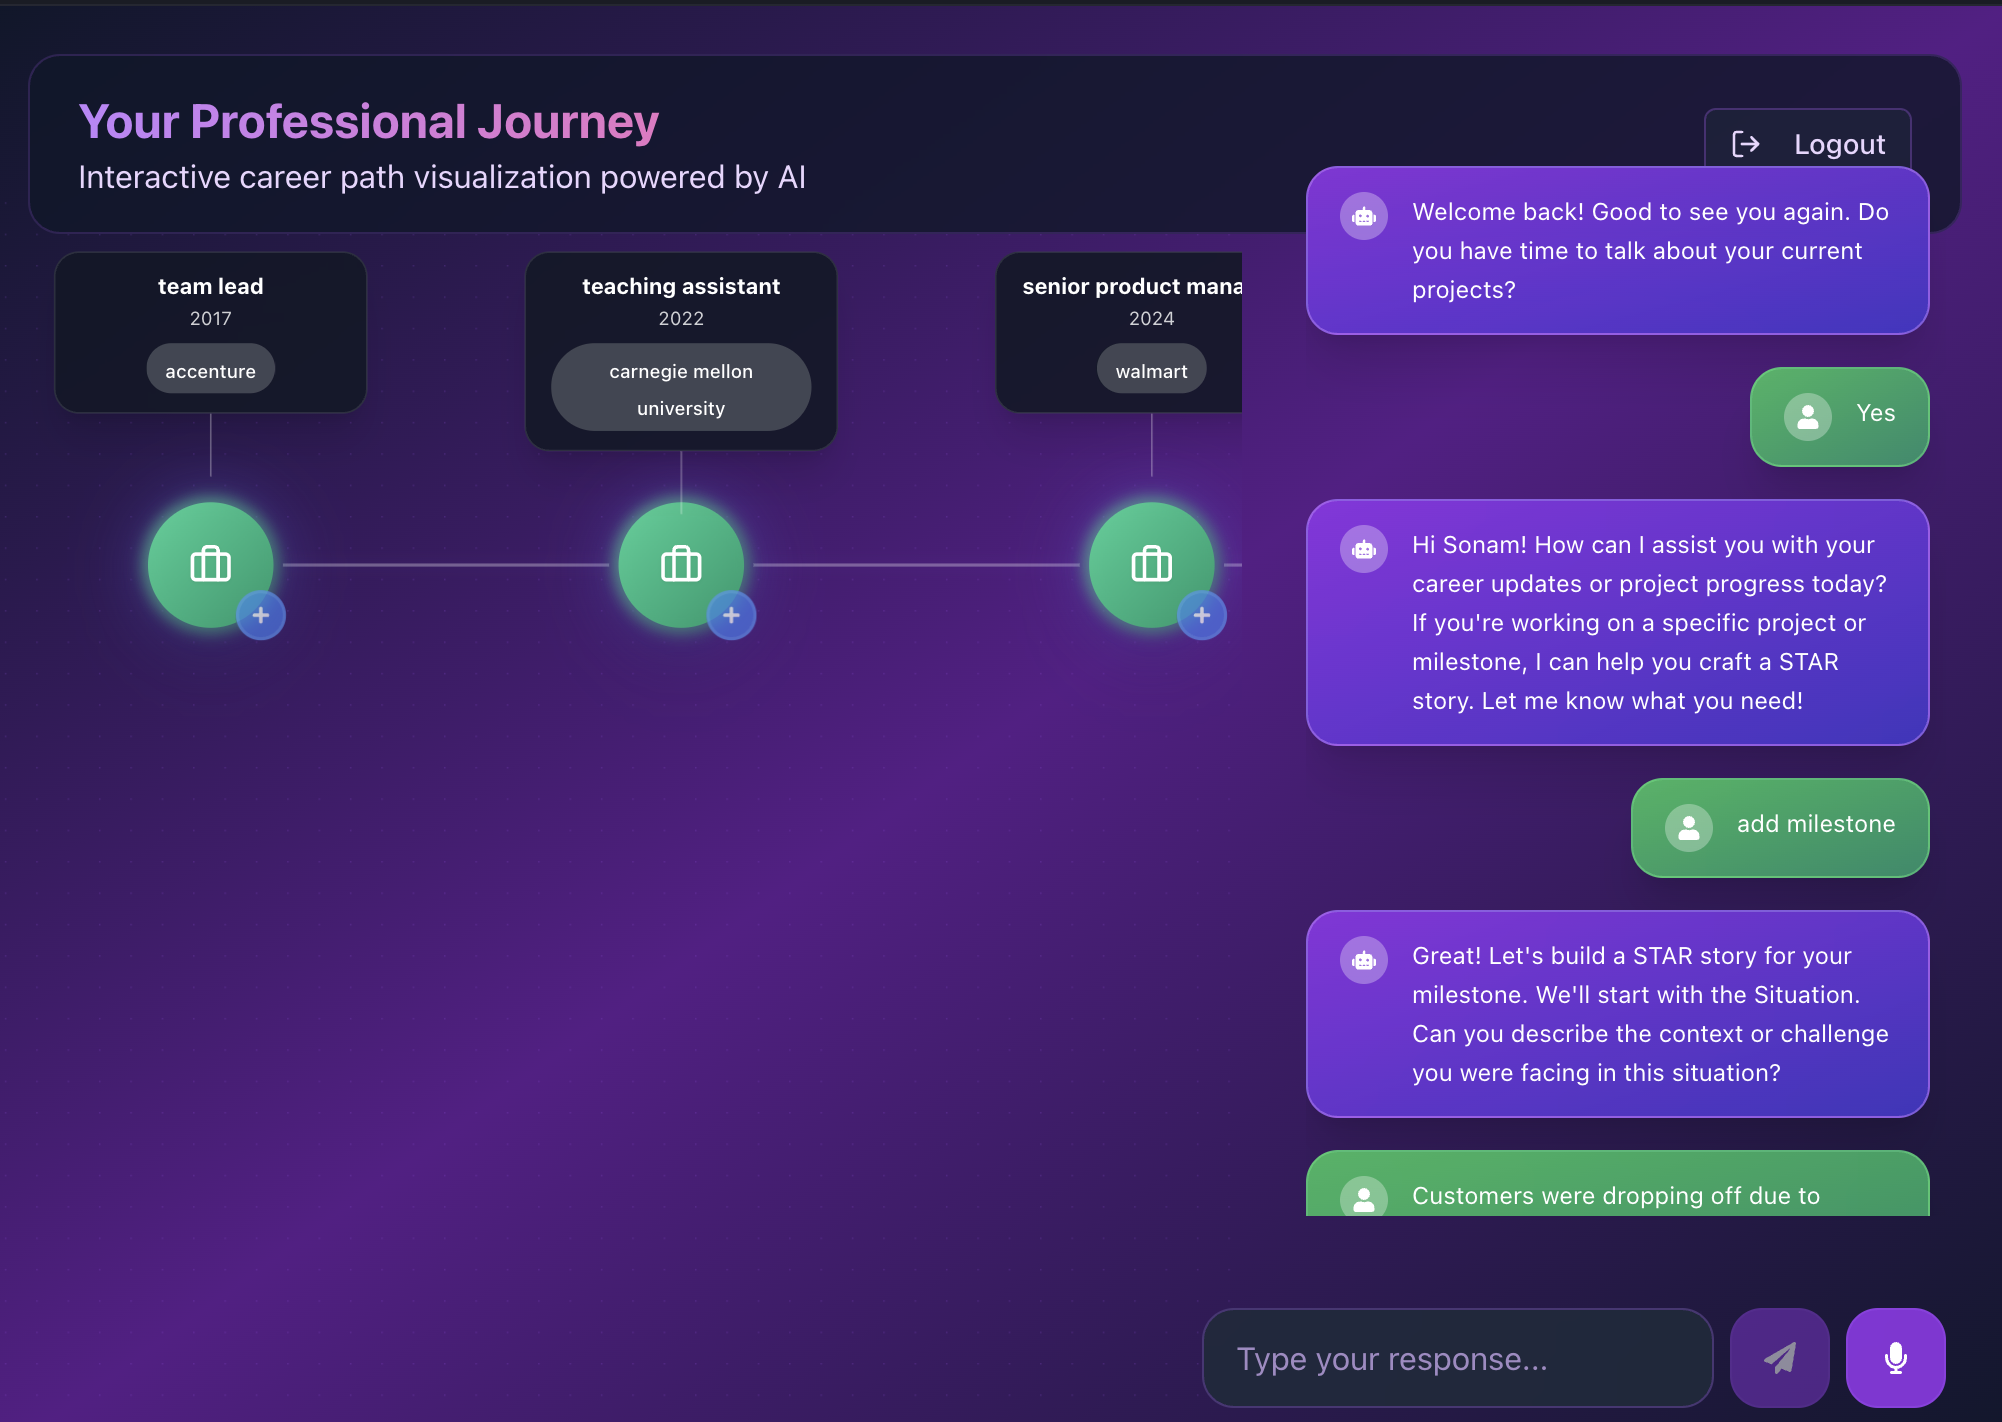 Your Professional Journey
Interactive career path visualization powered by AI
Logout
team lead
2017
accenture
teaching assistant
2022
carnegie mellon
university
senior product mana
2024
walmart
Welcome back! Good to see you again. Do
you have time to talk about your current
projects?
Yes
Hi Sonam! How can I assist you with your
career updates or project progress today?
If you're working on a specific project or
milestone, I can help you craft a STAR
story. Let me know what you need!
add milestone
Great! Let's build a STAR story for your
milestone. We'll start with the Situation.
Can you describe the context or challenge
you were facing in this situation?
Customers were dropping off due to
Type your response...